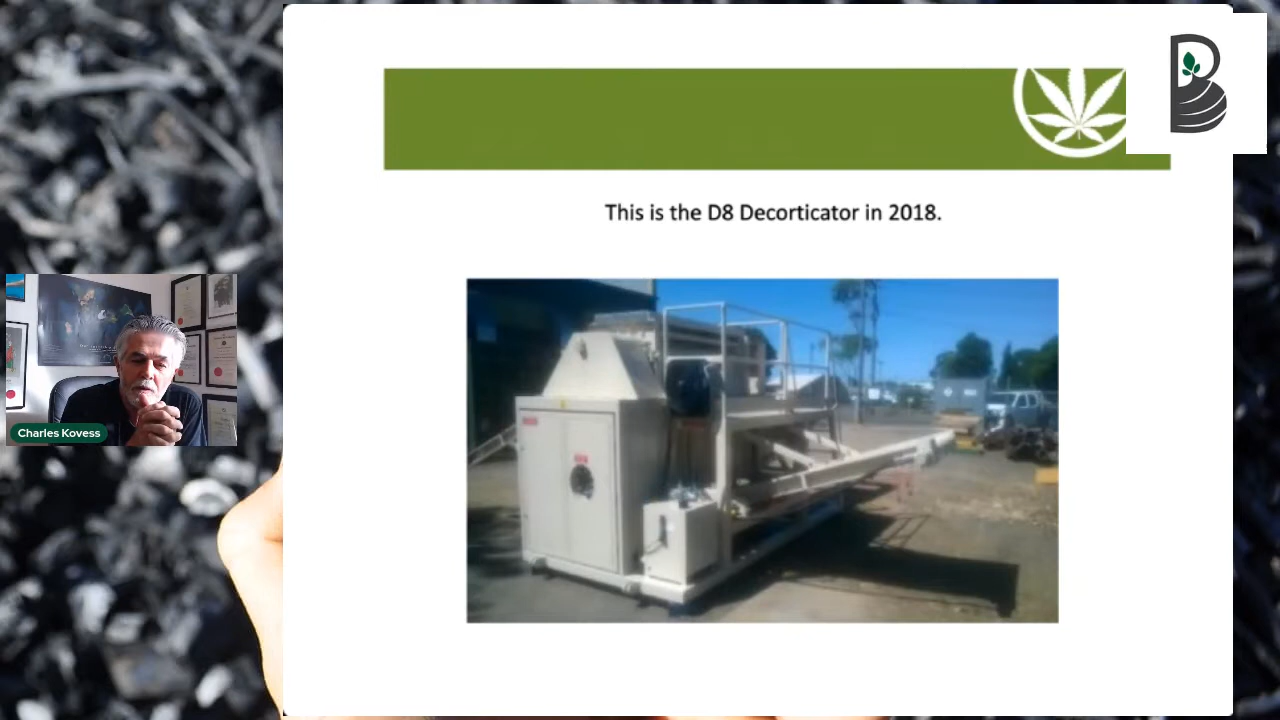 This is the D8 Decorticator in 2018.
Charles Kovess